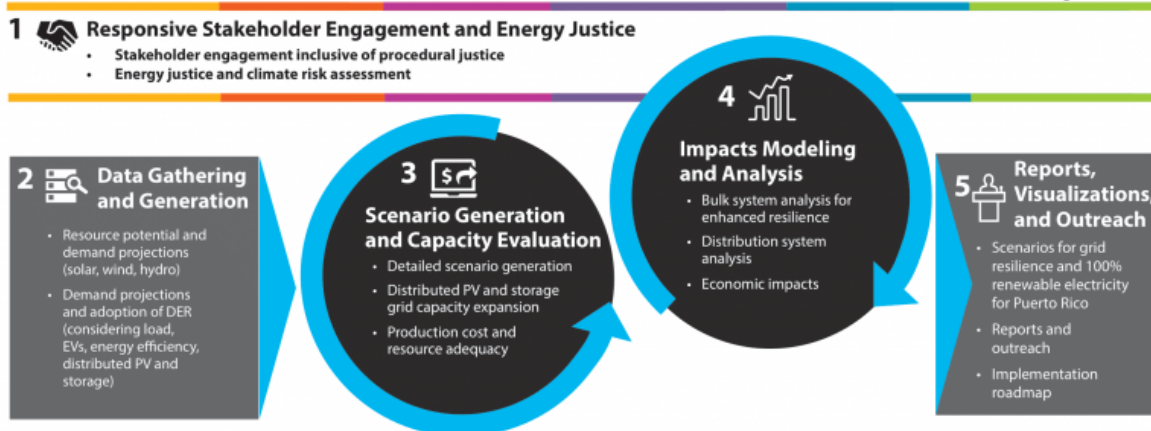 1 Responsive Stakeholder Engagement and Energy Justice
• Stakeholder engagement inclusive of procedural justice
• Energy justice and climate risk assessment
2 Data Gathering
and Generation
• Resource potential and
demand projections
(solar, wind, hydro)
• Demand projections
and adoption of DER
(considering load,
EVs, energy efficiency,
distributed PV and
storage)
3
$
Scenario Generation
and Capacity Evaluation
• Detailed scenario generation
• Distributed PV and storage
grid capacity expansion
• Production cost and
resource adequacy
4
Impacts Modeling
and Analysis
• Bulk system analysis for
enhanced resilience
• Distribution system
analysis
• Economic impacts
5 Reports,
Visualizations,
and Outreach
• Scenarios for grid
resilience and 100%
renewable electricity
for Puerto Rico
• Reports and
outreach
• Implementation
roadmap